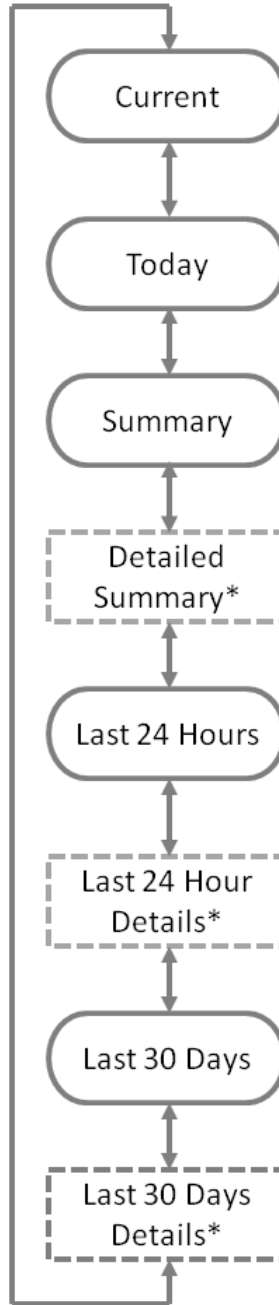 Current
Today
Summary
Detailed
Summary*
Last 24 Hours
Last 24 Hour
Details*
Last 30 Days
Last 30 Days
Details*